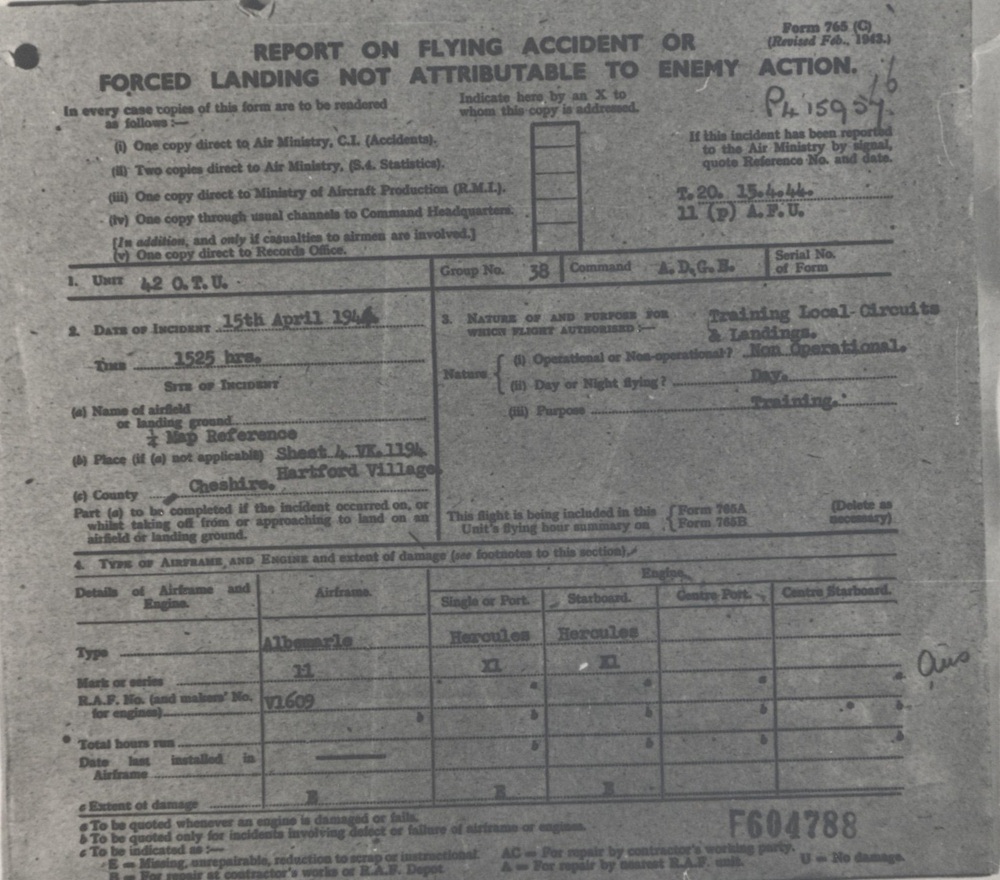 Form 765 (C)
(Revised Feb., 1943.)
REPORT ON FLYING ACCIDENT OR
FORCED LANDING NOT ATTRIBUTABLE TO ENEMY ACTION.
16
P4 15957
In every case copies of this form are to be rendered
as follows :—
Indicate here by an X to
whom this copy is addressed.
(i) One copy direct to Air Ministry, C.I. (Accidents).
(ii) Two copies direct to Air Ministry, (S.4. Statistics).
(iii) One copy direct to Ministry of Aircraft Production (R.M.I.).
(iv) One copy through usual channels to Command Headquarters.
[In addition, and only if casualties to airmen are involved.]
(v) One copy direct to Records Office.
If this incident has been reported
to the Air Ministry by signal,
quote Reference No. and date.
T.20. 15.4.44.
11 (p) A.F.U.
1. UNIT 42 O.T.U.
Group No. 38
Command A.D.G.B.
Serial No.
of Form
2. DATE OF INCIDENT 15th April 1944.
TIME 1525 hrs.
SITE OF INCIDENT
(a) Name of airfield
or landing ground
¼ Map Reference
(b) Place (if (a) not applicable) Sheet 4 VK.1194
Hartford Village
(c) County Cheshire.
Part (a) to be completed if the incident occurred on, or
whilst taking off from or approaching to land on an
airfield or landing ground.
3. NATURE OF AND PURPOSE FOR
WHICH FLIGHT AUTHORISED :—
Training Local-Circuits
& Landings.
Nature
(i) Operational or Non-operational? Non Operational.
(ii) Day or Night flying? Day.
(iii) Purpose Training.
This flight is being included in this
Unit's flying hour summary on
Form 765A
Form 765B
(Delete as
necessary)
4. TYPE OF AIRFRAME AND ENGINE and extent of damage (see footnotes to this section).
Details of Airframe and
Engine.
Airframe.
Engine.
Single or Port.
Starboard.
Centre Port.
Centre Starboard.
Type Albemarle Hercules Hercules
Mark or series 11 XI XI
a a a a
R.A.F. No. (and makers' No.
for engines) V1609
b b b b b
Total hours run
b b b b
Date last installed in
Airframe
c Extent of damage
a To be quoted whenever an engine is damaged or fails.
b To be quoted only for incidents involving defect or failure of airframe or engines.
c To be indicated as :—
E = Missing, unrepairable, reduction to scrap or instructional.
AC = For repair by contractor's working party.
U = No damage.
B = For repair at contractor's works or R.A.F. Depot
A = For repair by nearest R.A.F. unit.
F604788